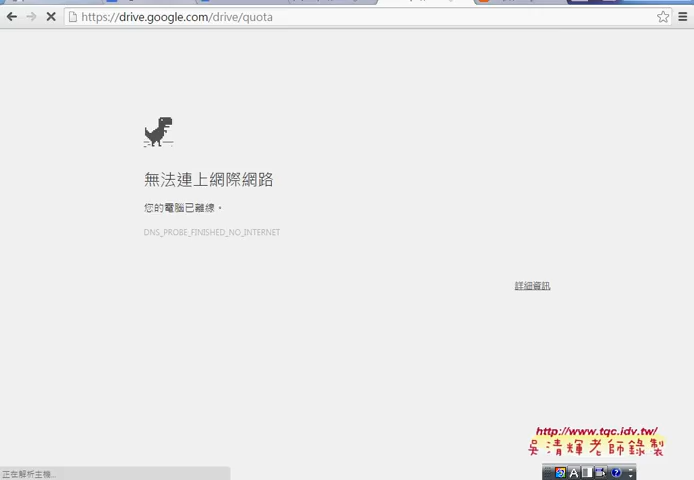 https://drive.google.com/drive/quota
無法連上網際網路
您的電腦已離線。
DNS_PROBE_FINISHED_NO_INTERNET
詳細資訊
http://www.tqc.idv.tw/
吳清輝老師錄製
正在解析主機...
A
?